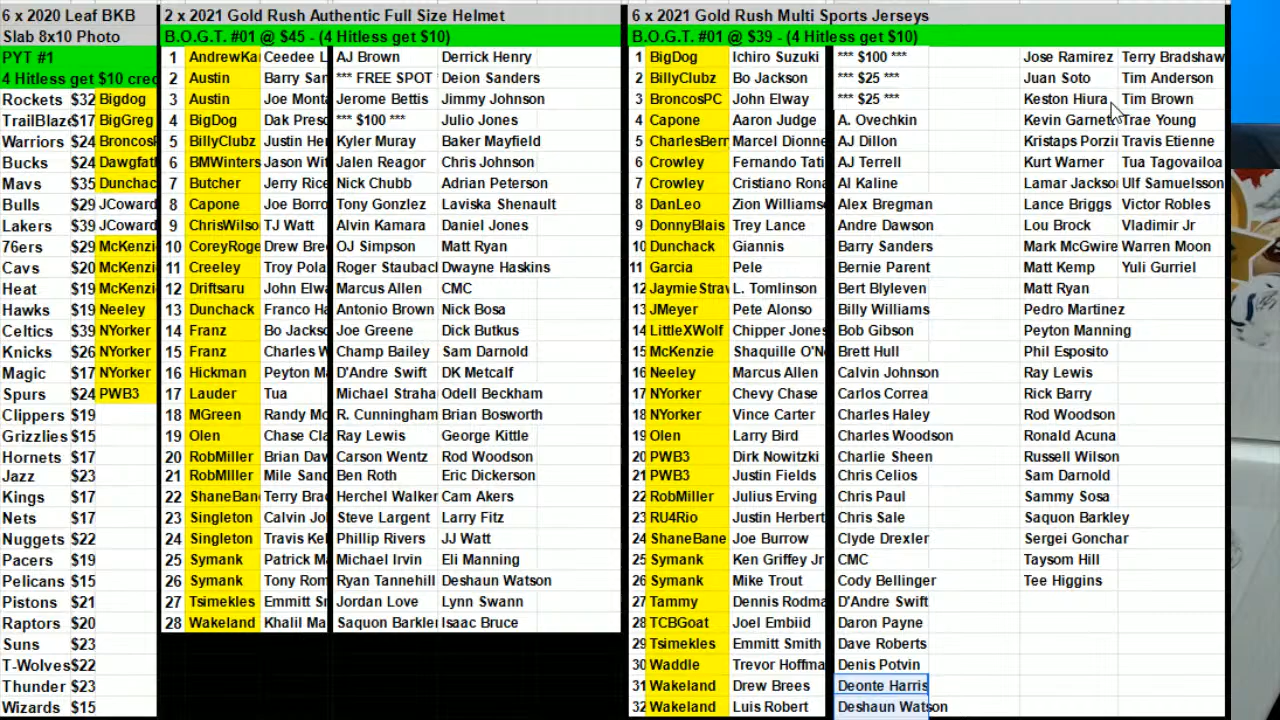 6 x 2020 Leaf BKB
Slab 8x10 Photo
PYT #1
4 Hitless get $10 cred
Rockets $32 Bigdog
TrailBlaze $17 BigGreg
Warriors $24 BroncosP
Bucks $24 Dawgfath
Mavs $35 Dunchac
Bulls $29 JCoward
Lakers $39 JCoward
76ers $29 McKenzi
Cavs $20 McKenzi
Heat $19 McKenzi
Hawks $19 Neeley
Celtics $39 NYorker
Knicks $26 NYorker
Magic $17 NYorker
Spurs $24 PWB3
Clippers $19
Grizzlies $15
Hornets $17
Jazz $23
Kings $17
Nets $17
Nuggets $22
Pacers $19
Pelicans $15
Pistons $21
Raptors $20
Suns $23
T-Wolves $22
Thunder $23
Wizards $15
2 x 2021 Gold Rush Authentic Full Size Helmet
B.O.G.T. #01 @ $45 - (4 Hitless get $10)
1 AndrewKa Ceedee L AJ Brown Derrick Henry
2 Austin Barry San *** FREE SPOT Deion Sanders
3 Austin Joe Monta Jerome Bettis Jimmy Johnson
4 BigDog Dak Presc *** $100 *** Julio Jones
5 BillyClubz Justin Her Kyler Muray Baker Mayfield
6 BMWinters Jason Wit Jalen Reagor Chris Johnson
7 Butcher Jerry Rice Nick Chubb Adrian Peterson
8 Capone Joe Borro Tony Gonzlez Laviska Shenault
9 ChrisWilso TJ Watt Alvin Kamara Daniel Jones
10 CoreyRoge Drew Bree OJ Simpson Matt Ryan
11 Creeley Troy Pola Roger Staubacl Dwayne Haskins
12 Driftsaru John Elwa Marcus Allen CMC
13 Dunchack Franco Ha Antonio Brown Nick Bosa
14 Franz Bo Jackso Joe Greene Dick Butkus
15 Franz Charles W Champ Bailey Sam Darnold
16 Hickman Peyton M D'Andre Swift DK Metcalf
17 Lauder Tua Michael Straha Odell Beckham
18 MGreen Randy Mo R. Cunningham Brian Bosworth
19 Olen Chase Cla Ray Lewis George Kittle
20 RobMIller Brian Dav Carson Wentz Rod Woodson
21 RobMIller Mile Sand Ben Roth Eric Dickerson
22 ShaneBan Terry Brad Herchel Walker Cam Akers
23 Singleton Calvin Jo Steve Largent Larry Fitz
24 Singleton Travis Kel Phillip Rivers JJ Watt
25 Symank Patrick M Michael Irvin Eli Manning
26 Symank Tony Rom Ryan Tannehill Deshaun Watson
27 Tsimekles Emmitt Sr Jordan Love Lynn Swann
28 Wakeland Khalil Ma Saquon Barkle Isaac Bruce
6 x 2021 Gold Rush Multi Sports Jerseys
B.O.G.T. #01 @ $39 - (4 Hitless get $10)
1 BigDog Ichiro Suzuki *** $100 *** Jose Ramirez Terry Bradshaw
2 BillyClubz Bo Jackson *** $25 *** Juan Soto Tim Anderson
3 BroncosPC John Elway *** $25 *** Keston Hiura Tim Brown
4 Capone Aaron Judge A. Ovechkin Kevin Garnett Trae Young
5 CharlesBerr Marcel Dionne AJ Dillon Kristaps Porzi Travis Etienne
6 Crowley Fernando Tati AJ Terrell Kurt Warner Tua Tagovailoa
7 Crowley Cristiano Rona Al Kaline Lamar Jackso Ulf Samuelsson
8 DanLeo Zion Williams Alex Bregman Lance Briggs Victor Robles
9 DonnyBlais Trey Lance Andre Dawson Lou Brock Vladimir Jr
10 Dunchack Giannis Barry Sanders Mark McGwire Warren Moon
11 Garcia Pele Bernie Parent Matt Kemp Yuli Gurriel
12 JaymieStrav L. Tomlinson Bert Blyleven Matt Ryan
13 JMeyer Pete Alonso Billy Williams Pedro Martinez
14 LittleXWolf Chipper Jones Bob Gibson Peyton Manning
15 McKenzie Shaquille O'N Brett Hull Phil Esposito
16 Neeley Marcus Allen Calvin Johnson Ray Lewis
17 NYorker Chevy Chase Carlos Correa Rick Barry
18 NYorker Vince Carter Charles Haley Rod Woodson
19 Olen Larry Bird Charles Woodson Ronald Acuna
20 PWB3 Dirk Nowitzki Charlie Sheen Russell Wilson
21 PWB3 Justin Fields Chris Celios Sam Darnold
22 RobMiller Julius Erving Chris Paul Sammy Sosa
23 RU4Rio Justin Herbert Chris Sale Saquon Barkley
24 ShaneBane Joe Burrow Clyde Drexler Sergei Gonchar
25 Symank Ken Griffey Jr CMC Taysom Hill
26 Symank Mike Trout Cody Bellinger Tee Higgins
27 Tammy Dennis Rodma D'Andre Swift
28 TCBGoat Joel Embiid Daron Payne
29 Tsimekles Emmitt Smith Dave Roberts
30 Waddle Trevor Hoffma Denis Potvin
31 Wakeland Drew Brees Deonte Harris
32 Wakeland Luis Robert Deshaun Watson